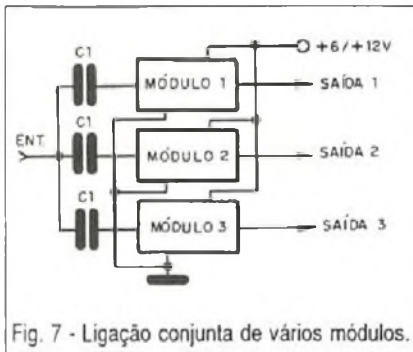 +6/+12V
C1
MÓDULO 1
SAÍDA 1
C1
ENT.
MÓDULO 2
SAÍDA 2
C1
MÓDULO 3
SAÍDA 3
Fig. 7 - Ligação conjunta de vários módulos.